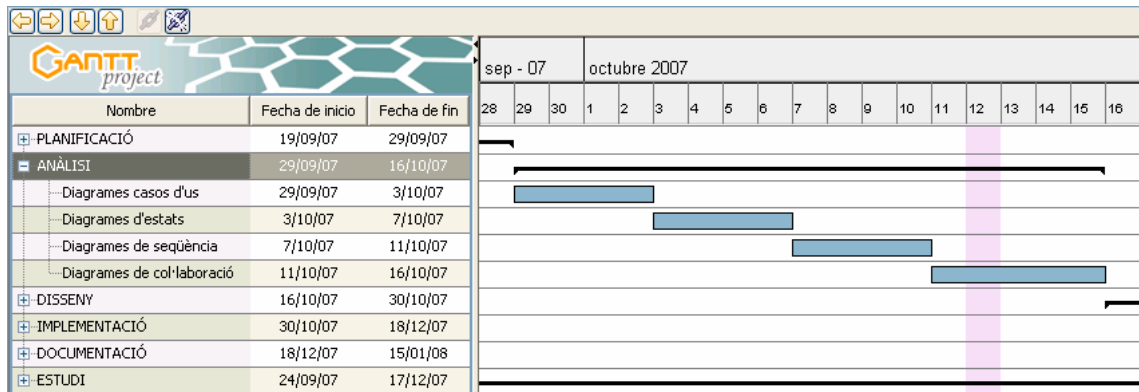 GANTT
project
sep - 07 octubre 2007
Nombre Fecha de inicio Fecha de fin 28 29 30 1 2 3 4 5 6 7 8 9 10 11 12 13 14 15 16
PLANIFICACIÓ 19/09/07 29/09/07
ANÀLISI 29/09/07 16/10/07
Diagrames casos d'us 29/09/07 3/10/07
Diagrames d'estats 3/10/07 7/10/07
Diagrames de seqüència 7/10/07 11/10/07
Diagrames de col·laboració 11/10/07 16/10/07
DISSENY 16/10/07 30/10/07
IMPLEMENTACIÓ 30/10/07 18/12/07
DOCUMENTACIÓ 18/12/07 15/01/08
ESTUDI 24/09/07 17/12/07